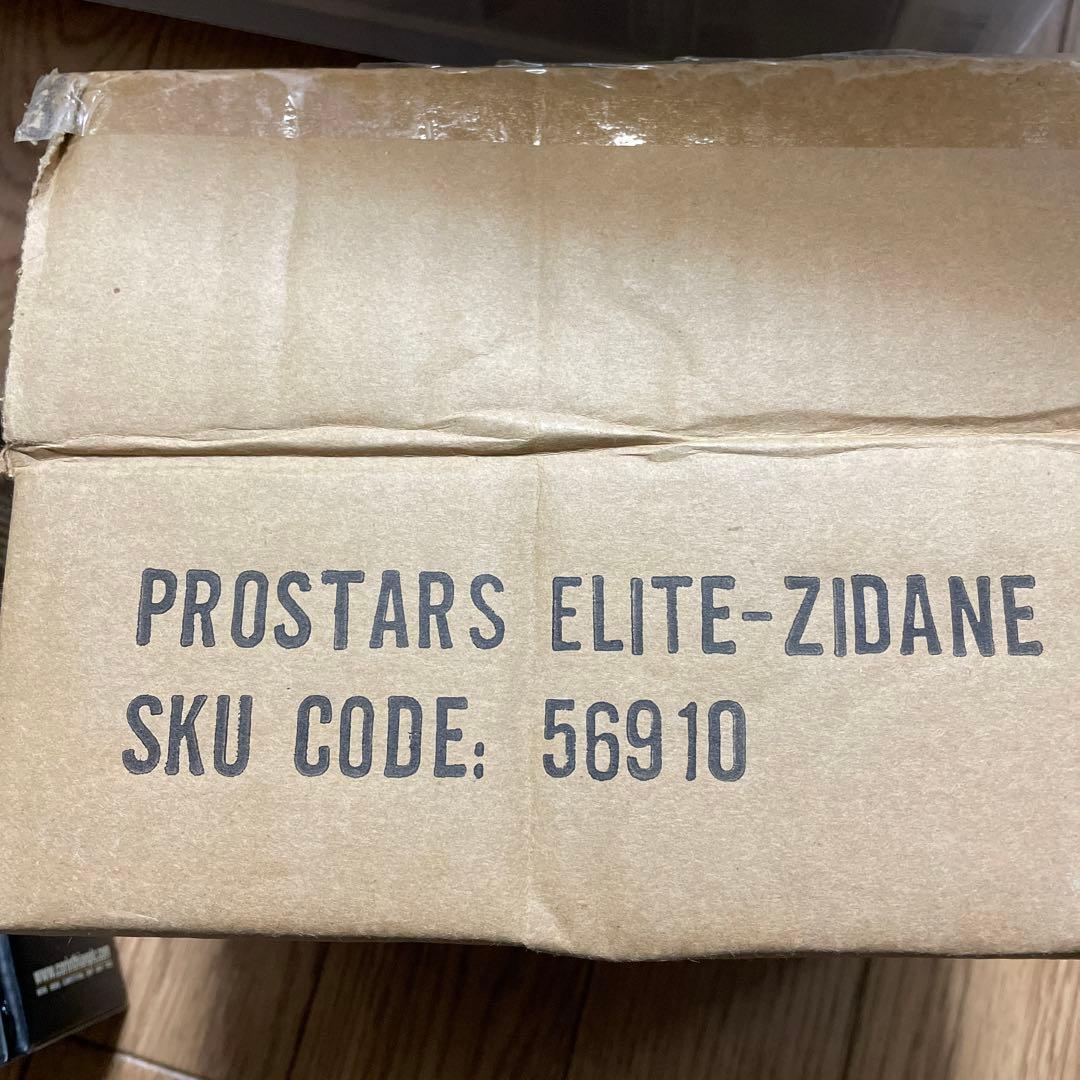 PROSTARS ELITE-ZIDANE
SKU CODE: 56910